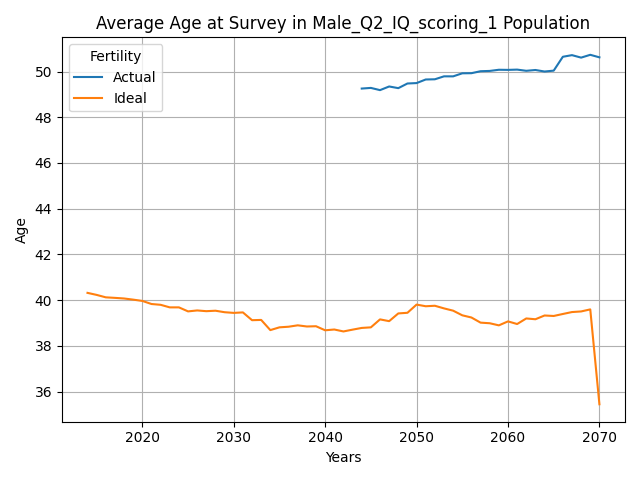 Average Age at Survey in Male_Q2_IQ_scoring_1 Population
Fertility
Actual
Ideal
Age
50
48
46
44
42
40
38
36
2020
2030
2040
2050
2060
2070
Years